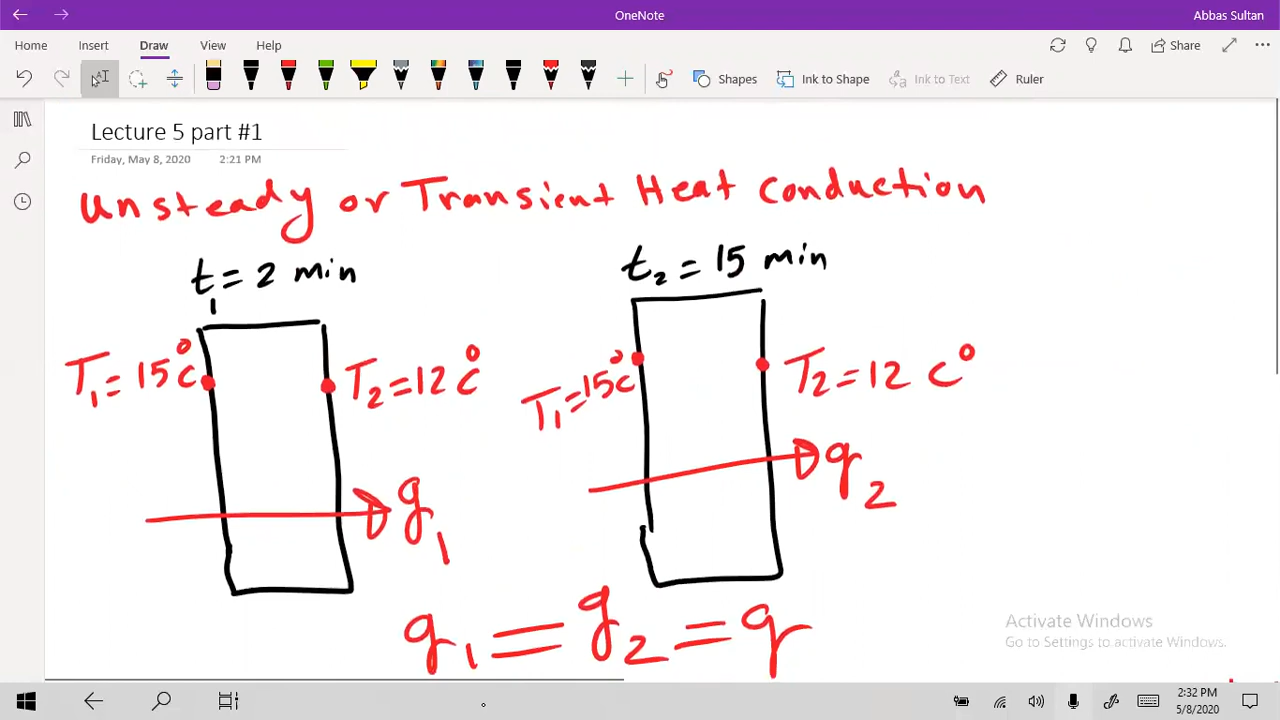 OneNote
Abbas Sultan
Home Insert Draw View Help
Share
Shapes Ink to Shape Ink to Text Ruler
Lecture 5 part #1
Friday, May 8, 2020 2:21 PM
Unsteady or Transient Heat conduction
t₁ = 2 min
t₂ = 15 min
T₁ = 15 c°
T₂ = 12 c°
T₁ = 15 c°
T₂ = 12 c°
q₁
q₂
q₁ = q₂ = q
Activate Windows
Go to Settings to activate Windows.
2:32 PM
5/8/2020